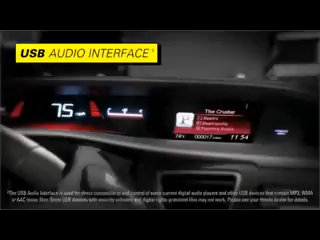 USB AUDIO INTERFACE
75
The Crusher
000017
11:54
The USB Audio Interface is used for direct connection to and control of some current digital audio players and other USB devices that contain MP3, WMA
or AAC music files. Some USB devices with security software and digital rights-protected files may not work. Please see your Honda dealer for details.